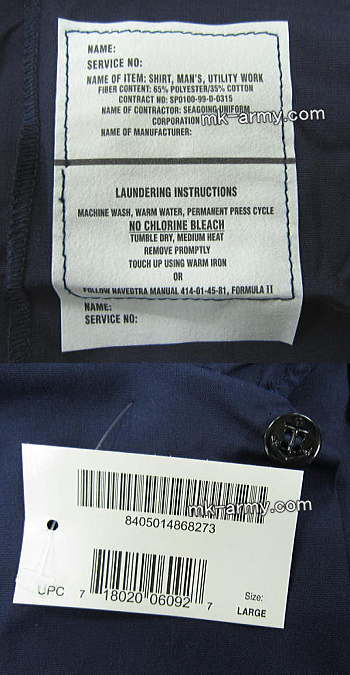 NAME:
SERVICE NO:
NAME OF ITEM: SHIRT, MAN'S, UTILITY WORK
FIBER CONTENT: 65% POLYESTER/35% COTTON
CONTRACT NO: SPO100-99-D-0315
NAME OF CONTRACTOR: SEAGOING UNIFORM
CORPORATION
mk-army.com
NAME OF MANUFACTURER:
LAUNDERING INSTRUCTIONS
MACHINE WASH, WARM WATER, PERMANENT PRESS CYCLE
NO CHLORINE BLEACH
TUMBLE DRY, MEDIUM HEAT
REMOVE PROMPTLY
TOUCH UP USING WARM IRON
OR
FOLLOW NAVEDTRA MANUAL 414-01-45-81, FORMULA II
NAME:
SERVICE NO:
mk-army.com
8405014868273
UPC 7 18020 06092 7
Size:
LARGE